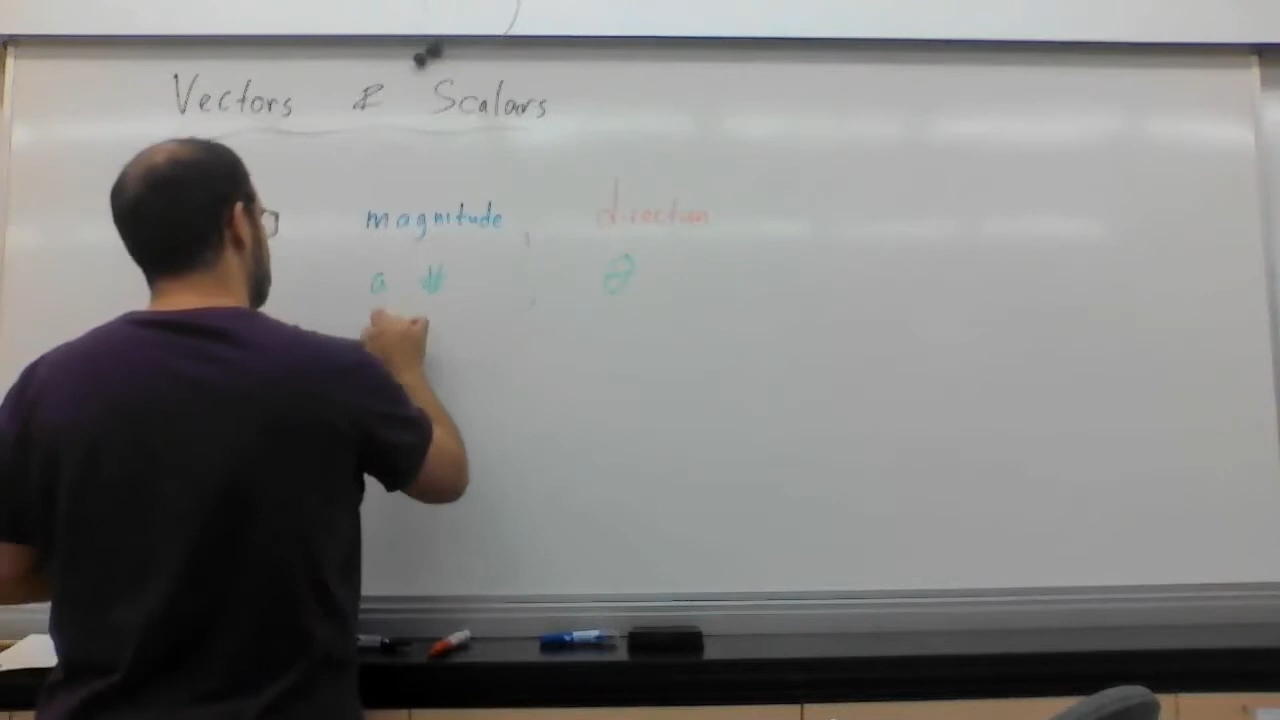 Vectors & Scalars
magnitude direction
a #